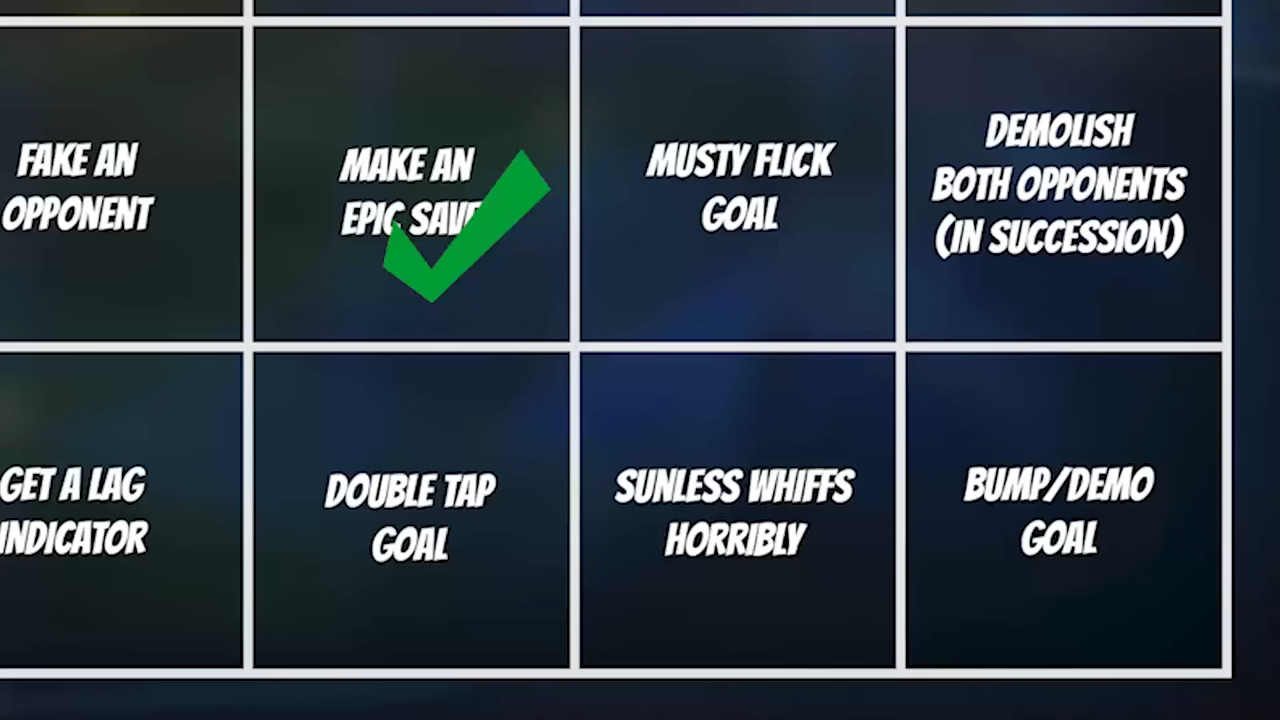 FAKE AN
OPPONENT
MAKE AN
EPIC SAVE
MUSTY FLICK
GOAL
DEMOLISH
BOTH OPPONENTS
(IN SUCCESSION)
GET A LAG
INDICATOR
DOUBLE TAP
GOAL
SUNLESS WHIFFS
HORRIBLY
BUMP/DEMO
GOAL